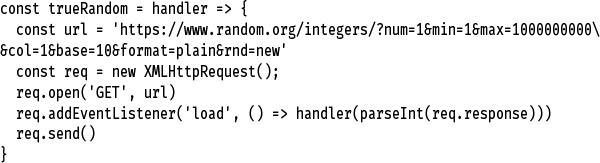 const trueRandom = handler => {
  const url = 'https://www.random.org/integers/?num=1&min=1&max=1000000000\
&col=1&base=10&format=plain&rnd=new'
  const req = new XMLHttpRequest();
  req.open('GET', url)
  req.addEventListener('load', () => handler(parseInt(req.response)))
  req.send()
}